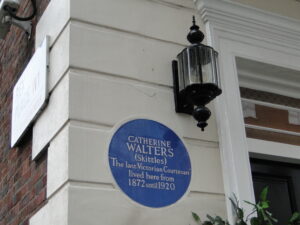 CATHERINE
WALTERS
(Skittles)
The last Victorian Courtesan
lived here from
1872 until 1920